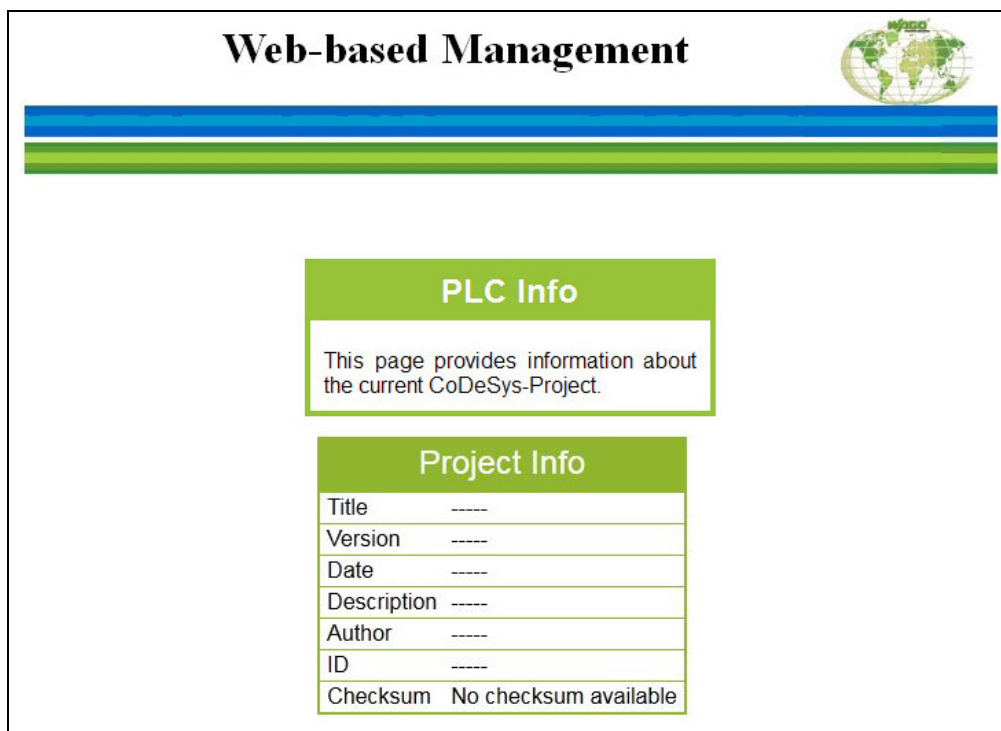 Web-based Management
WAGO
PLC Info
This page provides information about
the current CoDeSys-Project.
Project Info
Title -----
Version -----
Date -----
Description -----
Author -----
ID -----
Checksum No checksum available